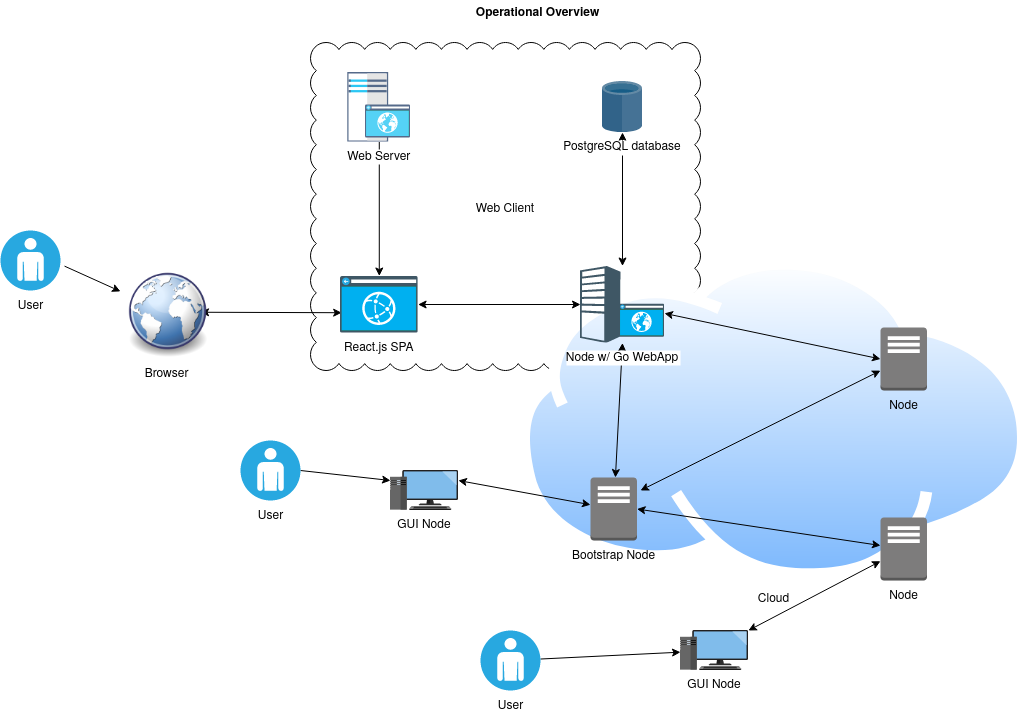 Operational Overview
Web Server
PostgreSQL database
Web Client
User
React.js SPA
Node w/ Go WebApp
Browser
Node
User
GUI Node
Bootstrap Node
Node
Cloud
GUI Node
User